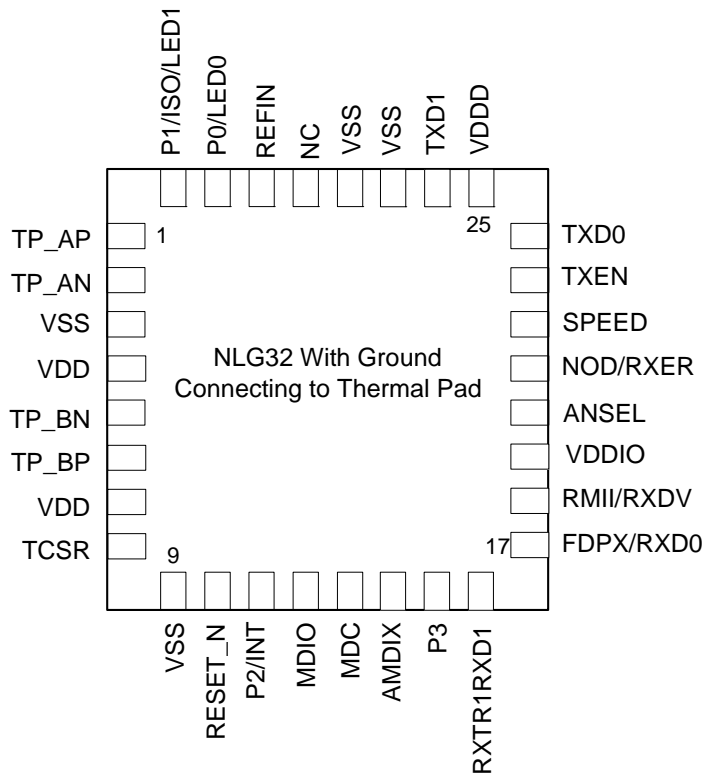 P1/ISO/LED1
P0/LED0
REFIN
NC
VSS
VSS
TXD1
VDDD
1
25
TP_AP
TP_AN
VSS
VDD
TP_BN
TP_BP
VDD
TCSR
NLG32 With Ground
Connecting to Thermal Pad
TXD0
TXEN
SPEED
NOD/RXER
ANSEL
VDDIO
RMII/RXDV
FDPX/RXD0
9
17
VSS
RESET_N
P2/INT
MDIO
MDC
AMDIX
P3
RXTR1RXD1